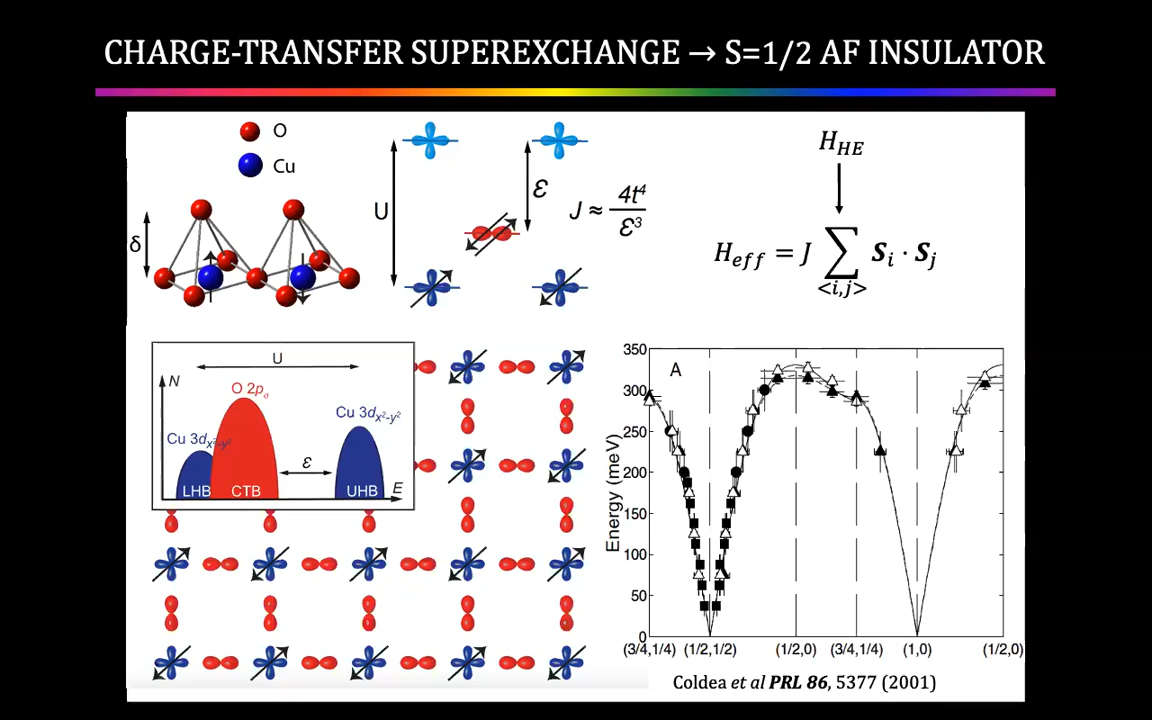 CHARGE-TRANSFER SUPEREXCHANGE → S=1/2 AF INSULATOR
O
Cu
δ
U
ℰ
J ≈ 4t⁴/ℰ³
H_HE
H_eff = J ∑_<i,j> S_i · S_j
U
N
O 2p_σ
Cu 3d_x²-y²
Cu 3d_x²-y²
ℰ
LHB
CTB
UHB
E
A
Energy (meV)
350
300
250
200
150
100
50
0
(3/4,1/4) (1/2,1/2) (1/2,0) (3/4,1/4) (1,0) (1/2,0)
Coldea et al PRL 86, 5377 (2001)